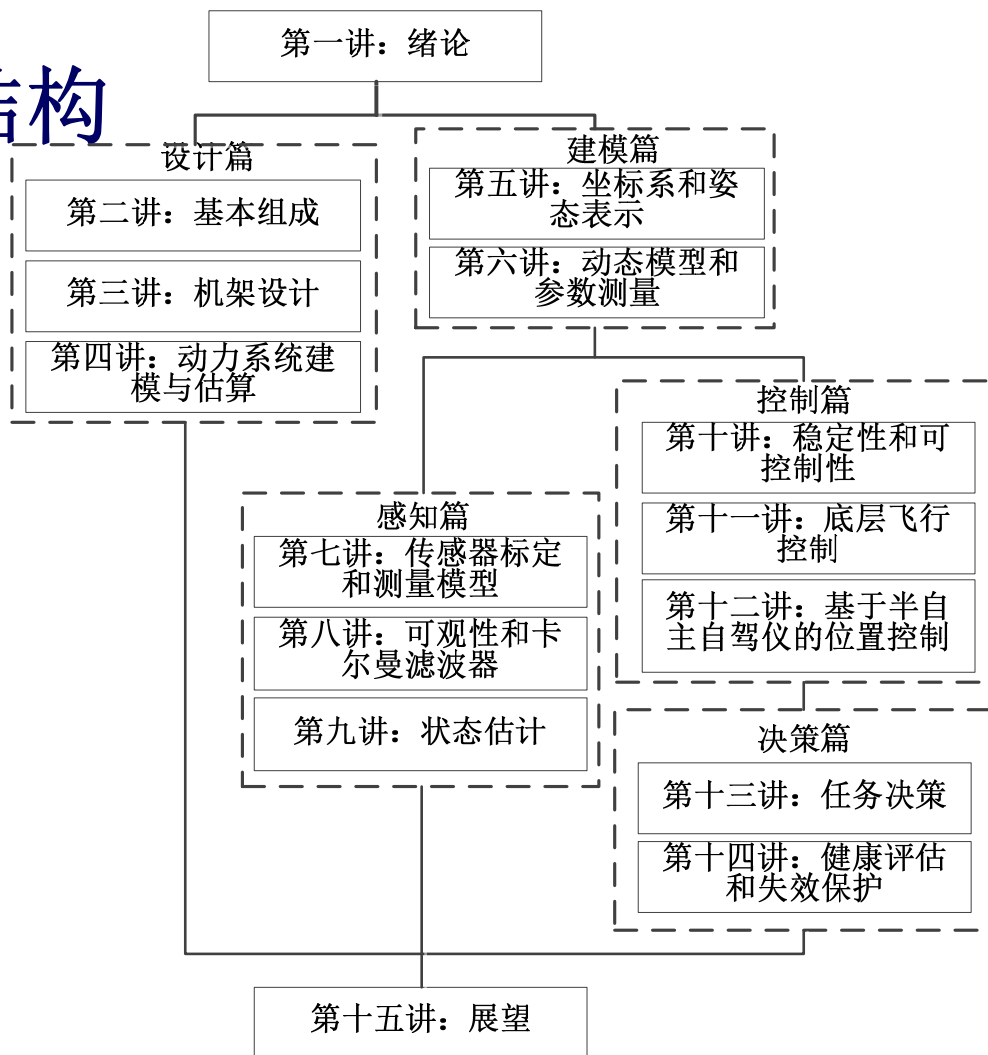 第一讲：绪论
结构
设计篇
第二讲：基本组成
第三讲：机架设计
第四讲：动力系统建
模与估算
建模篇
第五讲：坐标系和姿
态表示
第六讲：动态模型和
参数测量
感知篇
第七讲：传感器标定
和测量模型
第八讲：可观性和卡
尔曼滤波器
第九讲：状态估计
控制篇
第十讲：稳定性和可
控制性
第十一讲：底层飞行
控制
第十二讲：基于半自
主自驾仪的位置控制
决策篇
第十三讲：任务决策
第十四讲：健康评估
和失效保护
第十五讲：展望